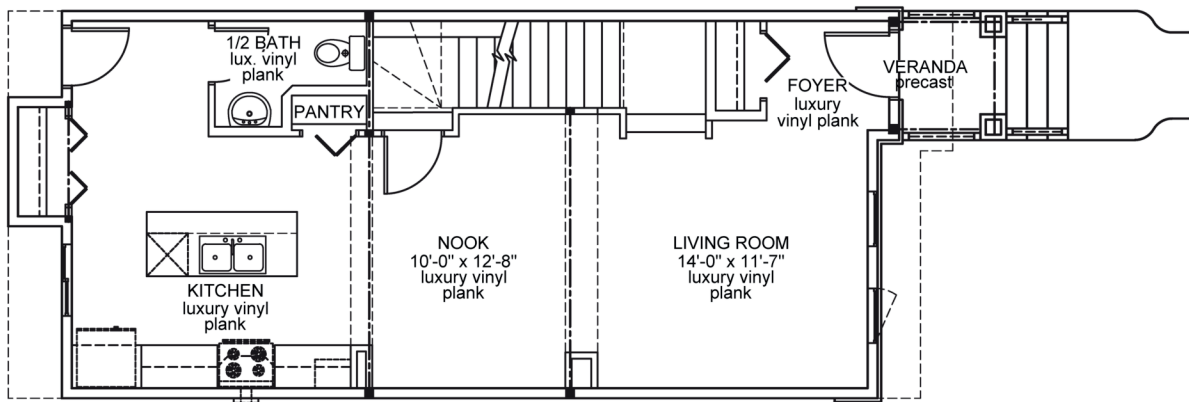 1/2 BATH
lux. vinyl
plank
PANTRY
FOYER
luxury
vinyl plank
VERANDA
precast
KITCHEN
luxury vinyl
plank
NOOK
10'-0" x 12'-8"
luxury vinyl
plank
LIVING ROOM
14'-0" x 11'-7"
luxury vinyl
plank